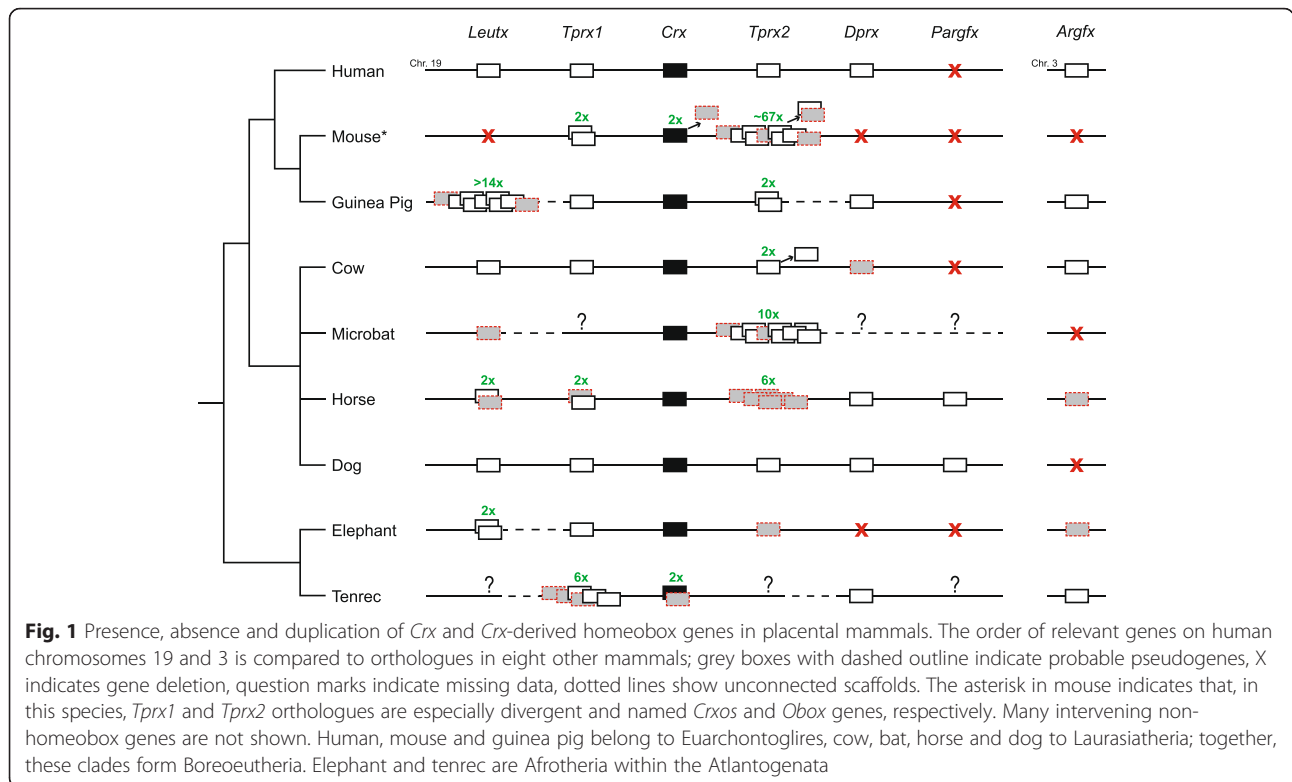 Leutx Tprx1 Crx Tprx2 Dprx Pargfx Argfx
Human Chr. 19 X Chr. 3
Mouse* X 2x 2x ~67x X X X
Guinea Pig >14x 2x X
Cow 2x X
Microbat ? 10x ? ? X
Horse 2x 2x 6x
Dog X
Elephant 2x X X
Tenrec ? 6x 2x ? ?
Fig. 1 Presence, absence and duplication of Crx and Crx-derived homeobox genes in placental mammals. The order of relevant genes on human
chromosomes 19 and 3 is compared to orthologues in eight other mammals; grey boxes with dashed outline indicate probable pseudogenes, X
indicates gene deletion, question marks indicate missing data, dotted lines show unconnected scaffolds. The asterisk in mouse indicates that, in
this species, Tprx1 and Tprx2 orthologues are especially divergent and named Crxos and Obox genes, respectively. Many intervening non-
homeobox genes are not shown. Human, mouse and guinea pig belong to Euarchontoglires, cow, bat, horse and dog to Laurasiatheria; together,
these clades form Boreoeutheria. Elephant and tenrec are Afrotheria within the Atlantogenata